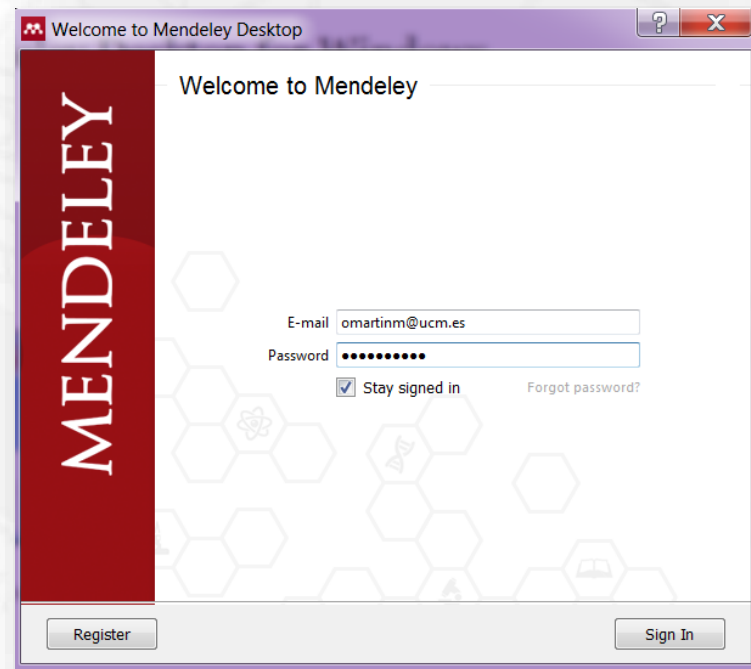 Welcome to Mendeley Desktop
? X
MENDELEY
Welcome to Mendeley
E-mail omartinm@ucm.es
Password ●●●●●●●●●●
Stay signed in Forgot password?
Register Sign In